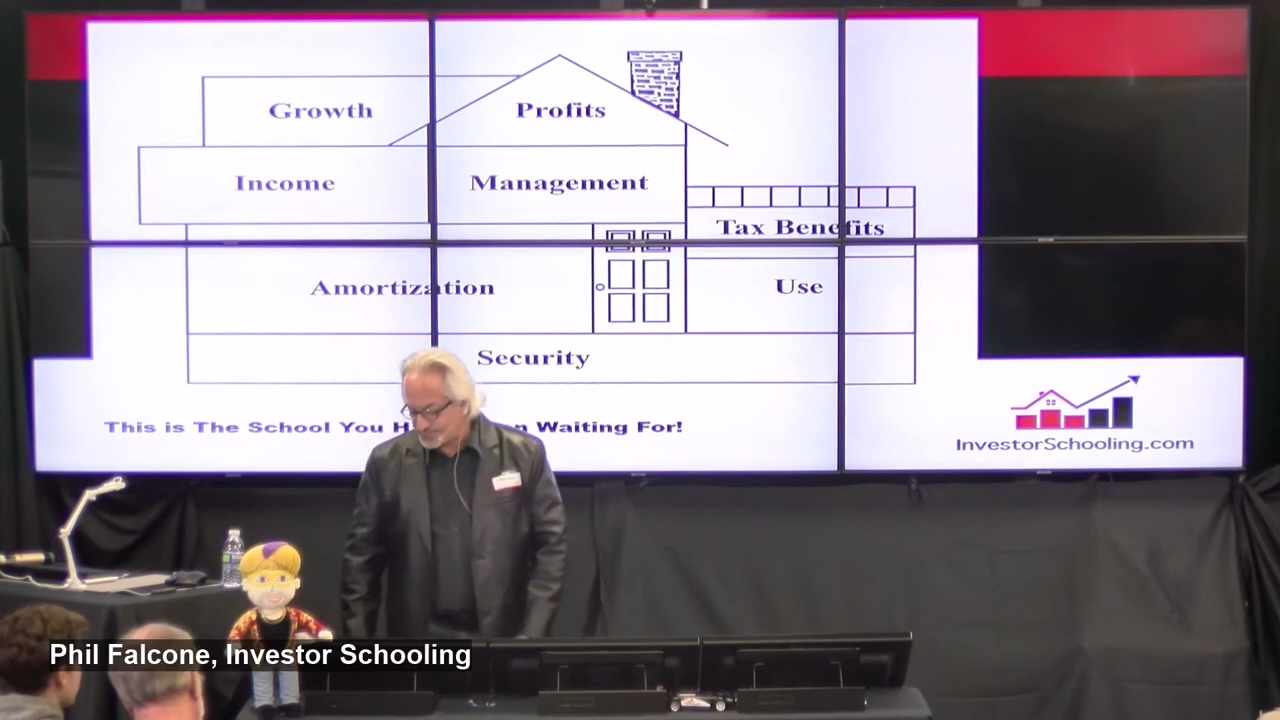 Growth
Profits
Income
Management
Tax Benefits
Amortization
Use
Security
This is The School You H n Waiting For!
InvestorSchooling.com
Phil Falcone, Investor Schooling